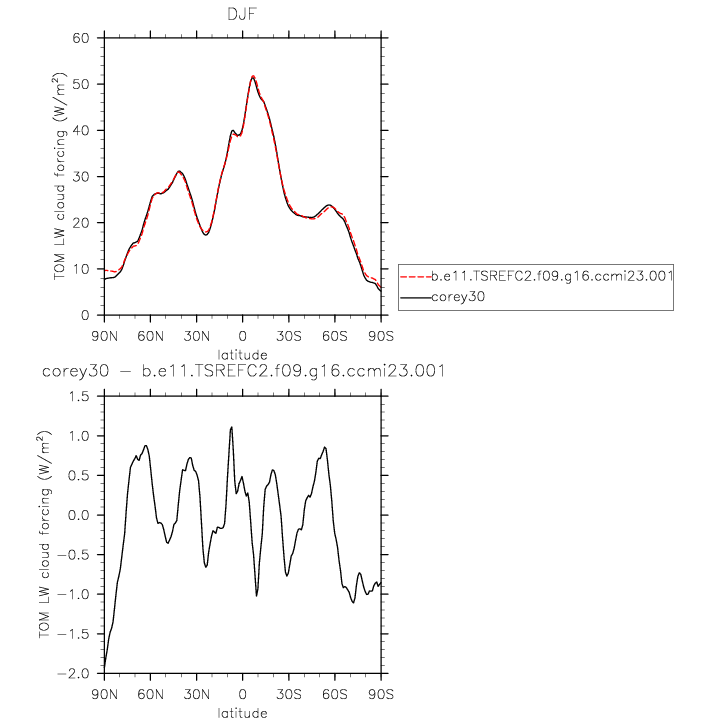 DJF
60
50
40
30
20
10
0
TOM LW cloud forcing (W/m²)
90N 60N 30N 0 30S 60S 90S
latitude
b.e11.TSREFC2.f09.g16.ccmi23.001
corey30
corey30 − b.e11.TSREFC2.f09.g16.ccmi23.001
1.5
1.0
0.5
0.0
−0.5
−1.0
−1.5
−2.0
TOM LW cloud forcing (W/m²)
90N 60N 30N 0 30S 60S 90S
latitude